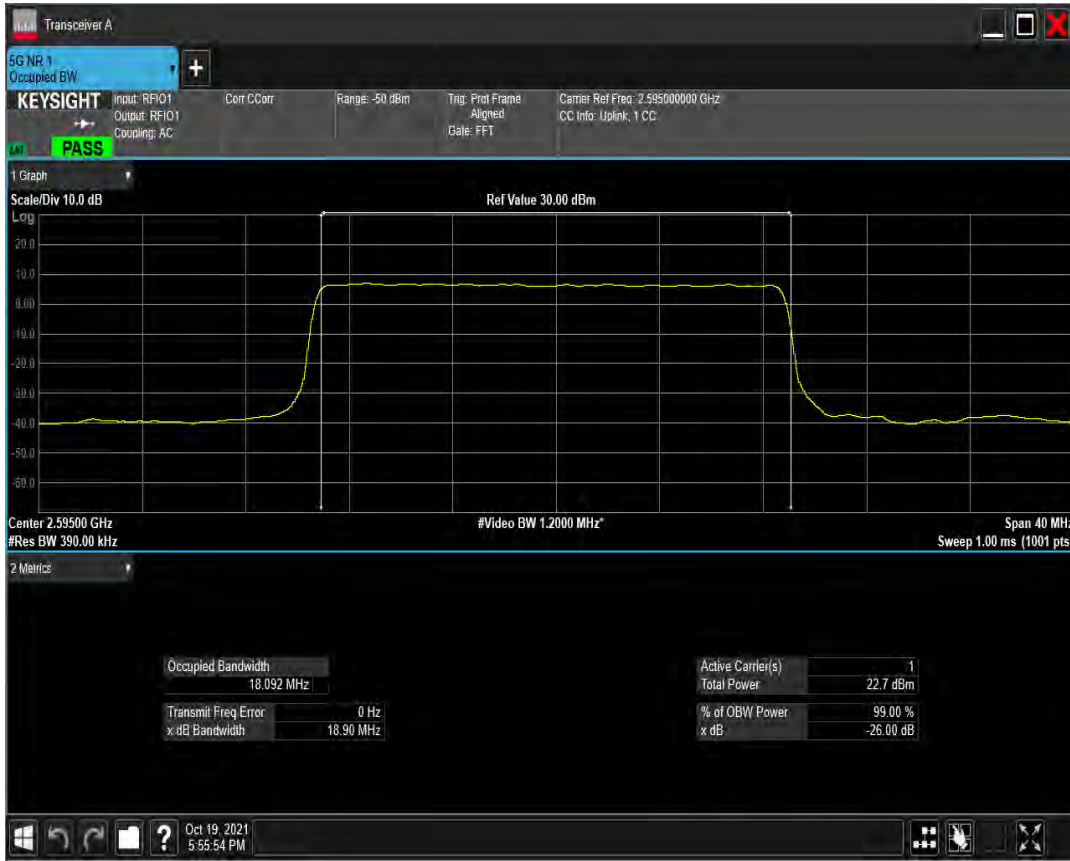 Transceiver A
5G NR 1
Occupied BW
+
KEYSIGHT
PASS
Input: RFIO1
Output: RFIO1
Coupling: AC
Corr CCorr
Range: -50 dBm
Trig: Prot Frame
Aligned
Gate: FFT
Carrier Ref Freq: 2.595000000 GHz
CC Info: Uplink, 1 CC
1 Graph
Scale/Div 10.0 dB
Ref Value 30.00 dBm
Log
20.0
10.0
0.00
-10.0
-20.0
-30.0
-40.0
-50.0
-60.0
Center 2.59500 GHz
#Video BW 1.2000 MHz*
Span 40 MHz
#Res BW 390.00 kHz
Sweep 1.00 ms (1001 pts
2 Metrics
Occupied Bandwidth
18.092 MHz
Transmit Freq Error 0 Hz
x dB Bandwidth 18.90 MHz
Active Carrier(s) 1
Total Power 22.7 dBm
% of OBW Power 99.00 %
x dB -26.00 dB
?
Oct 19, 2021
5:55:54 PM